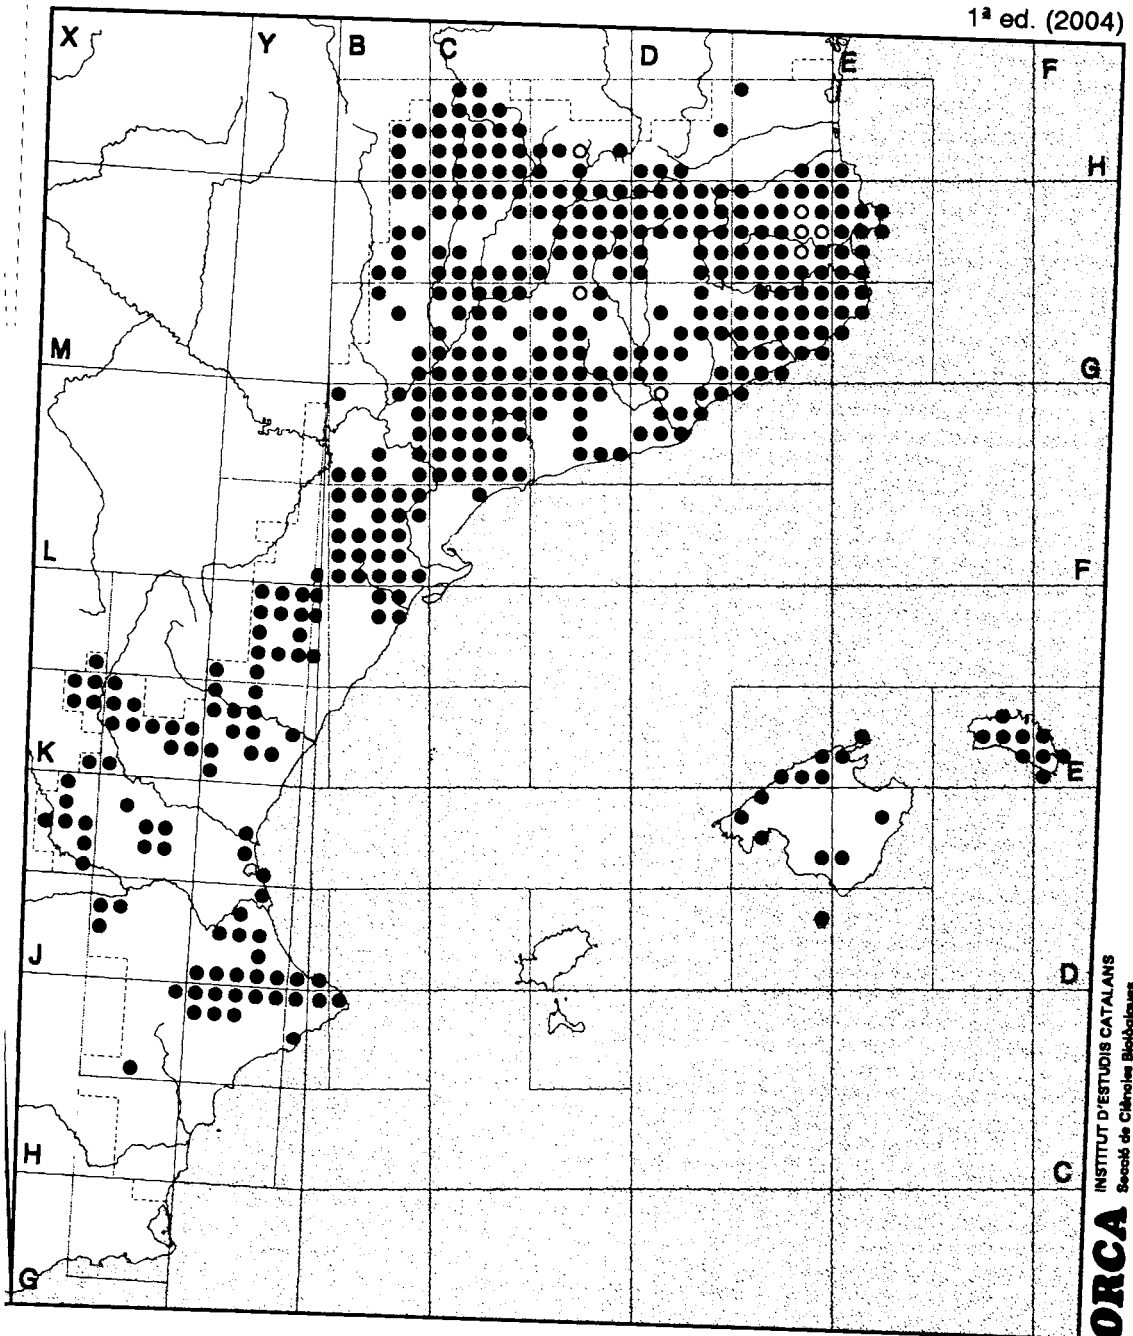 1ª ed. (2004)
X
Y
B
C
D
E
F
H
M
G
L
F
K
E
J
D
H
C
G
ORCA
INSTITUT D'ESTUDIS CATALANS
Secció de Ciències Biològiques